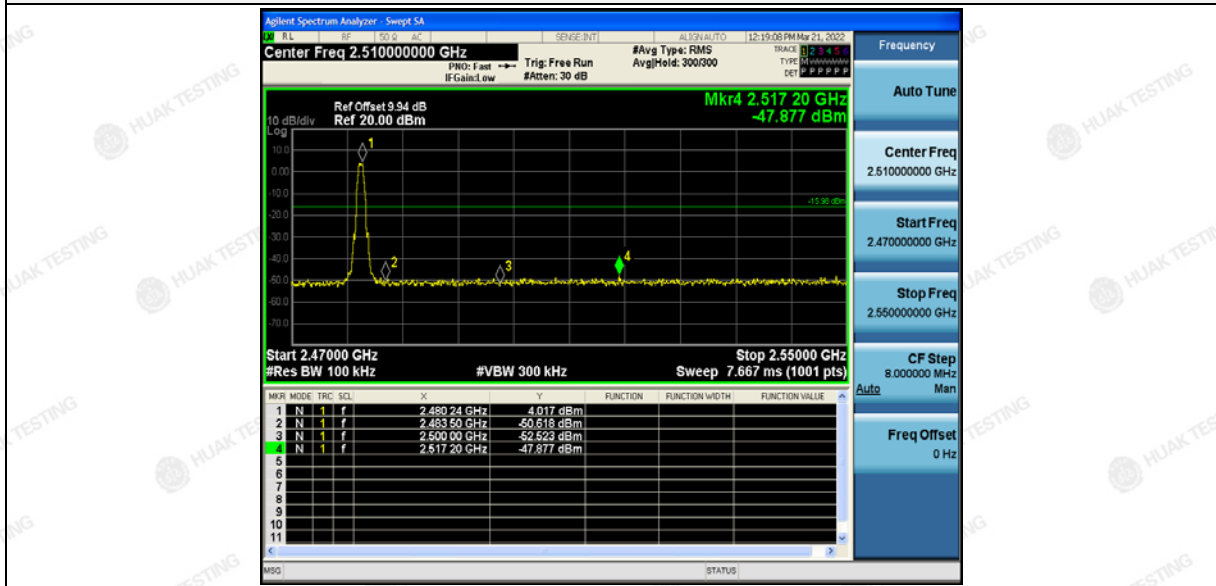 Agilent Spectrum Analyzer - Swept SA
RL RF 50 Ω AC SENSE:INT ALIGN AUTO 12:19:08 PM Mar 21, 2022
Center Freq 2.510000000 GHz
PNO: Fast
IFGain:Low
Trig: Free Run
#Atten: 30 dB
#Avg Type: RMS
Avg|Hold: 300/300
TRACE 1 2 3 4 5 6
TYPE M
DET P P P P P P
Ref Offset 9.94 dB
10 dB/div Ref 20.00 dBm
Log
Mkr4 2.517 20 GHz
-47.877 dBm
10.0
0.00
-10.0
-20.0
-30.0
-40.0
-50.0
-60.0
-70.0
1
2
3
4
-15.98 dBm
Start 2.47000 GHz Stop 2.55000 GHz
#Res BW 100 kHz #VBW 300 kHz Sweep 7.667 ms (1001 pts)
MKR MODE TRC SCL X Y FUNCTION FUNCTION WIDTH FUNCTION VALUE
1 N 1 f 2.480 24 GHz 4.017 dBm
2 N 1 f 2.483 50 GHz -50.618 dBm
3 N 1 f 2.500 00 GHz -52.523 dBm
4 N 1 f 2.517 20 GHz -47.877 dBm
5
6
7
8
9
10
11
MSG STATUS
Frequency
Auto Tune
Center Freq
2.510000000 GHz
Start Freq
2.470000000 GHz
Stop Freq
2.550000000 GHz
CF Step
8.000000 MHz
Auto Man
Freq Offset
0 Hz
HUAK TESTING
HUAK TESTING